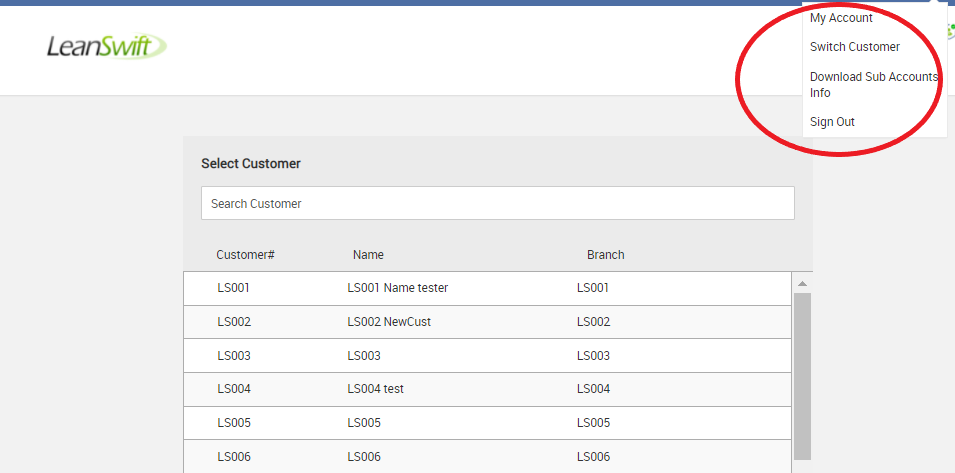 My Account
LeanSwift
Switch Customer
Download Sub Accounts
Info
Sign Out
Select Customer
Search Customer
Customer# Name Branch
LS001 LS001 Name tester LS001
LS002 LS002 NewCust LS002
LS003 LS003 LS003
LS004 LS004 test LS004
LS005 LS005 LS005
LS006 LS006 LS006